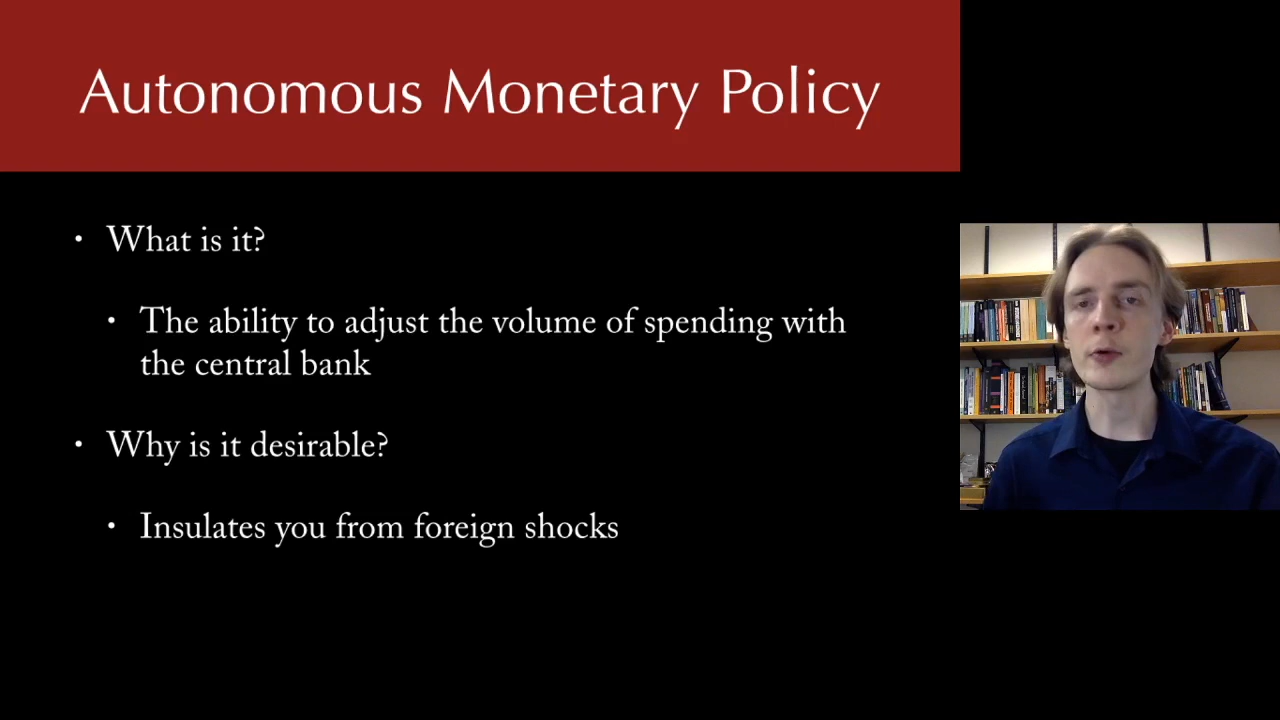 Autonomous Monetary Policy
• What is it?
• The ability to adjust the volume of spending with
the central bank
• Why is it desirable?
• Insulates you from foreign shocks